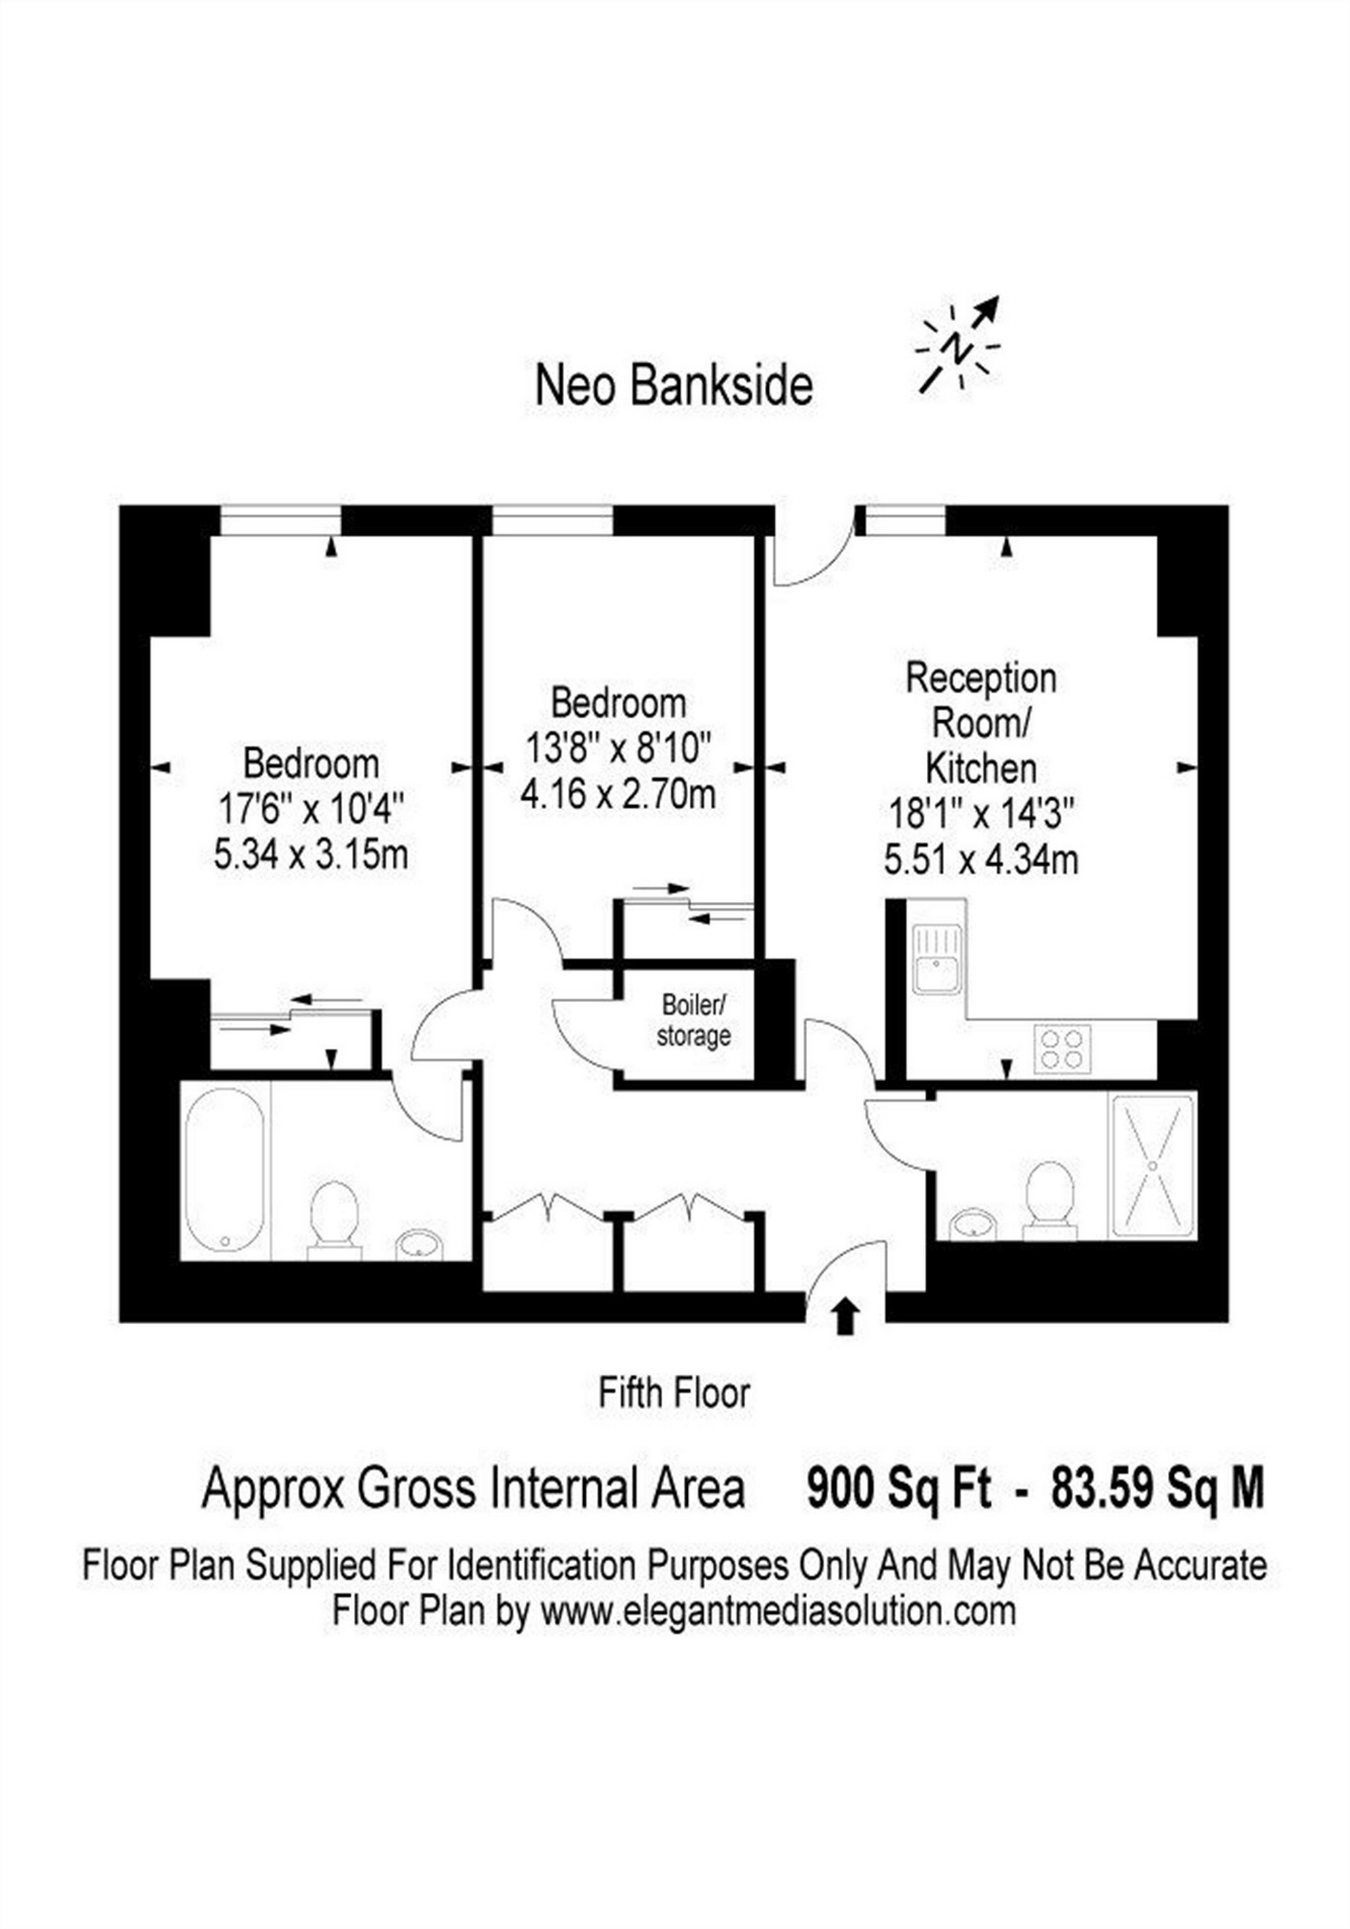 N
Neo Bankside
Reception
Room/
Kitchen
18'1" x 14'3"
5.51 x 4.34m
Bedroom
13'8" x 8'10"
4.16 x 2.70m
Bedroom
17'6" x 10'4"
5.34 x 3.15m
Boiler/
storage
Fifth Floor
Approx Gross Internal Area 900 Sq Ft - 83.59 Sq M
Floor Plan Supplied For Identification Purposes Only And May Not Be Accurate
Floor Plan by www.elegantmediasolution.com